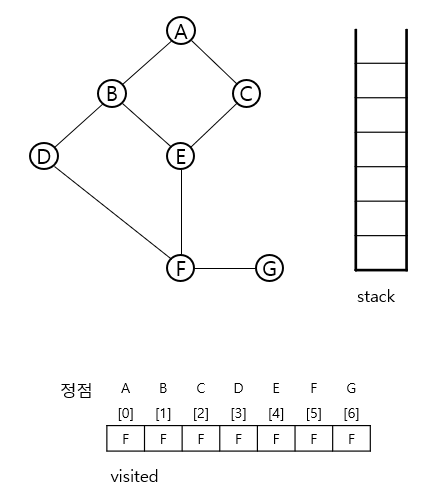 A
B
C
D
E
F
G
stack
정점 A B C D E F G
[0] [1] [2] [3] [4] [5] [6]
F F F F F F F
visited